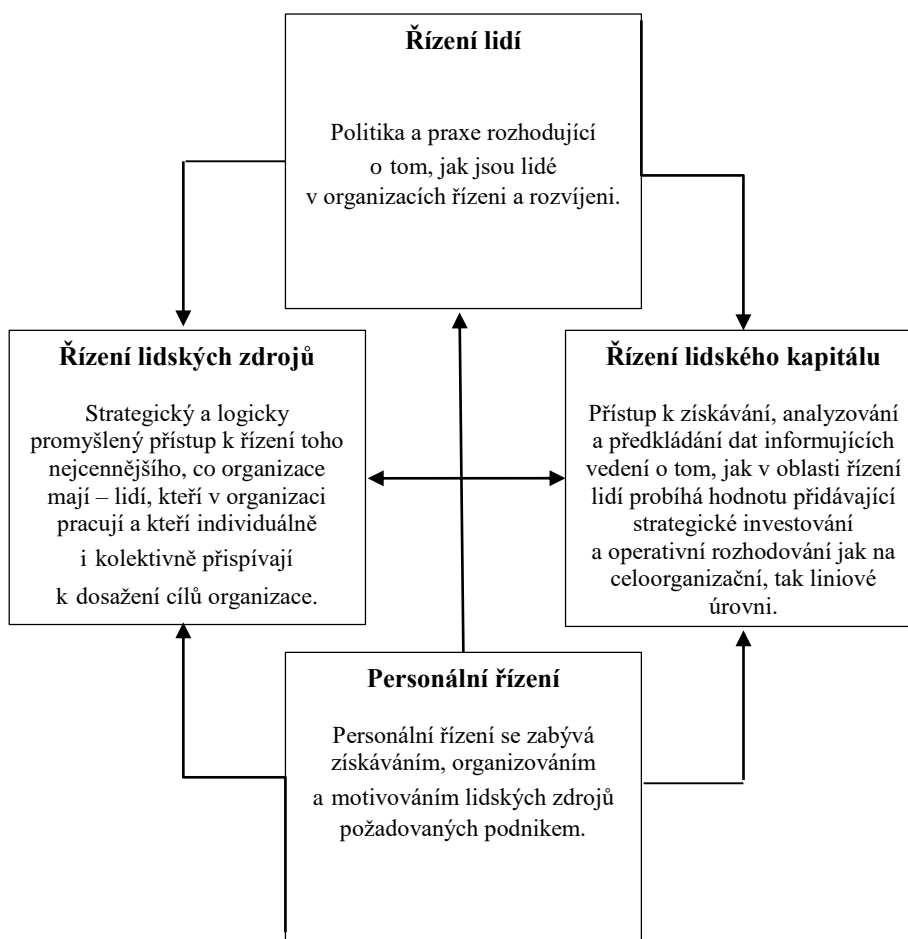 Řízení lidí
Politika a praxe rozhodující
o tom, jak jsou lidé
v organizacích řízeni a rozvíjeni.
Řízení lidských zdrojů
Strategický a logicky
promyšlený přístup k řízení toho
nejcennějšího, co organizace
mají – lidí, kteří v organizaci
pracují a kteří individuálně
i kolektivně přispívají
k dosažení cílů organizace.
Řízení lidského kapitálu
Přístup k získávání, analyzování
a předkládání dat informujících
vedení o tom, jak v oblasti řízení
lidí probíhá hodnotu přidávající
strategické investování
a operativní rozhodování jak na
celoorganizační, tak liniové
úrovni.
Personální řízení
Personální řízení se zabývá
získáváním, organizováním
a motivováním lidských zdrojů
požadovaných podnikem.